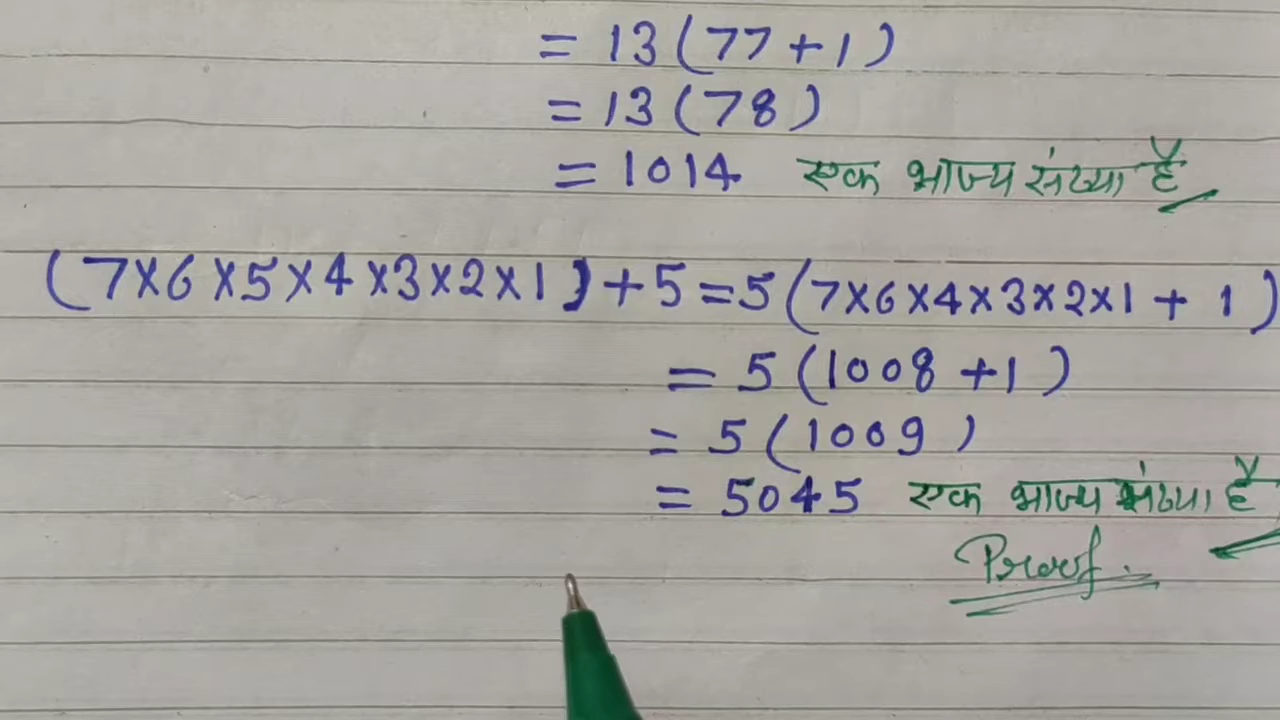 = 13(77+1)
= 13(78)
= 1014 एक भाज्य संख्या है
(7×6×5×4×3×2×1)+5=5(7×6×4×3×2×1+1)
= 5(1008+1)
= 5(1009)
= 5045 एक भाज्य संख्या है
Proof.